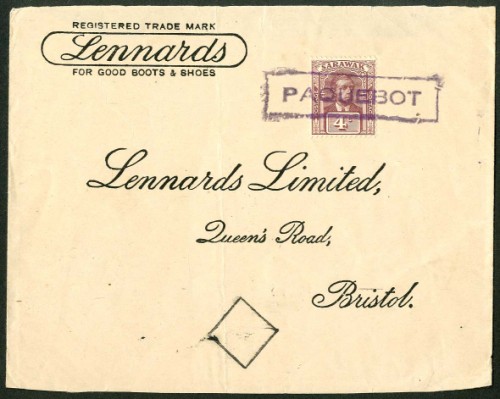 REGISTERED TRADE MARK
Lennards
FOR GOOD BOOTS & SHOES
SARAWAK
PAQUEBOT
4c
Lennards Limited,
Queen's Road,
Bristol.